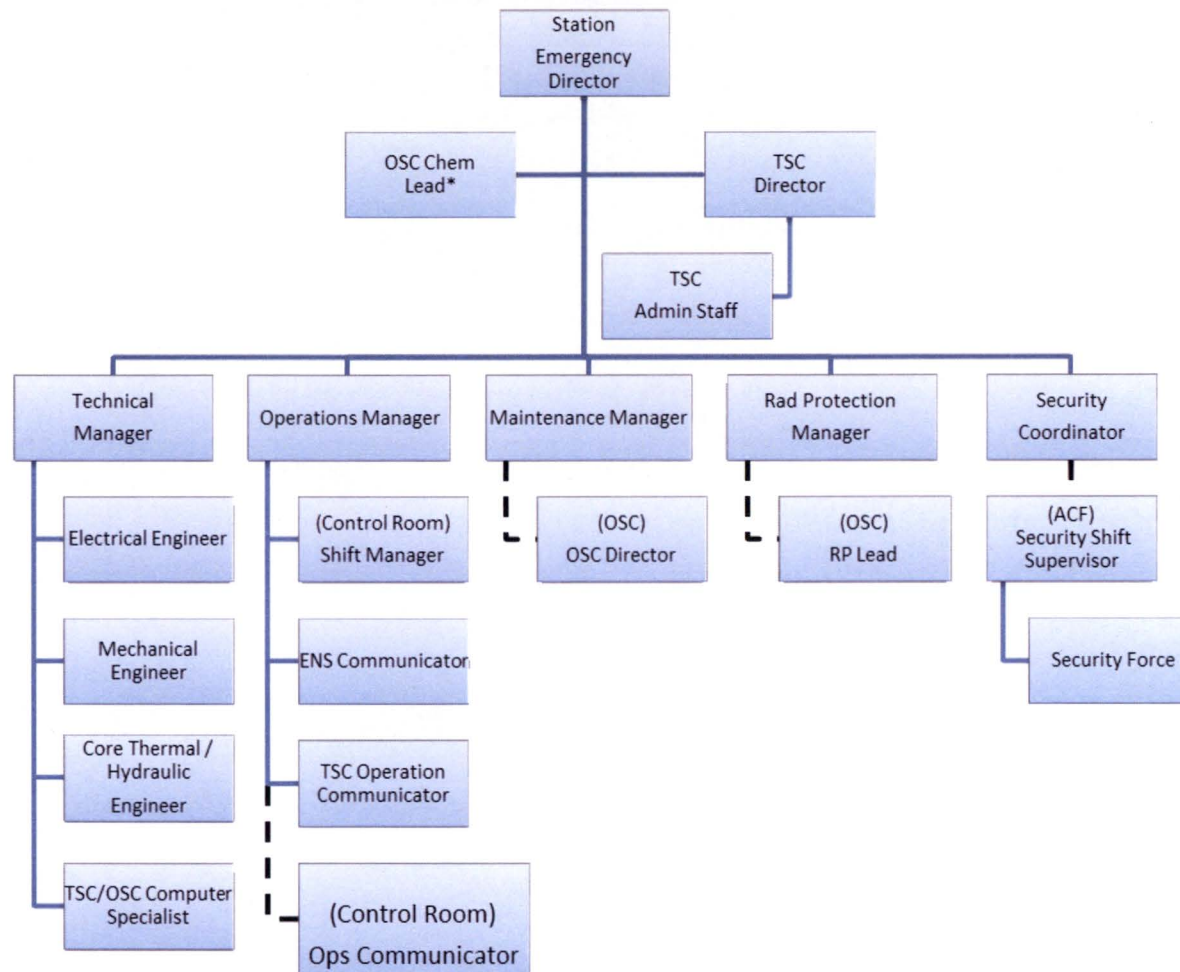 Station
Emergency
Director
OSC Chem
Lead*
TSC
Director
TSC
Admin Staff
Technical
Manager
Operations Manager
Maintenance Manager
Rad Protection
Manager
Security
Coordinator
Electrical Engineer
(Control Room)
Shift Manager
(OSC)
OSC Director
(OSC)
RP Lead
(ACF)
Security Shift
Supervisor
Mechanical
Engineer
ENS Communicator
Security Force
Core Thermal /
Hydraulic
Engineer
TSC Operation
Communicator
TSC/OSC Computer
Specialist
(Control Room)
Ops Communicator